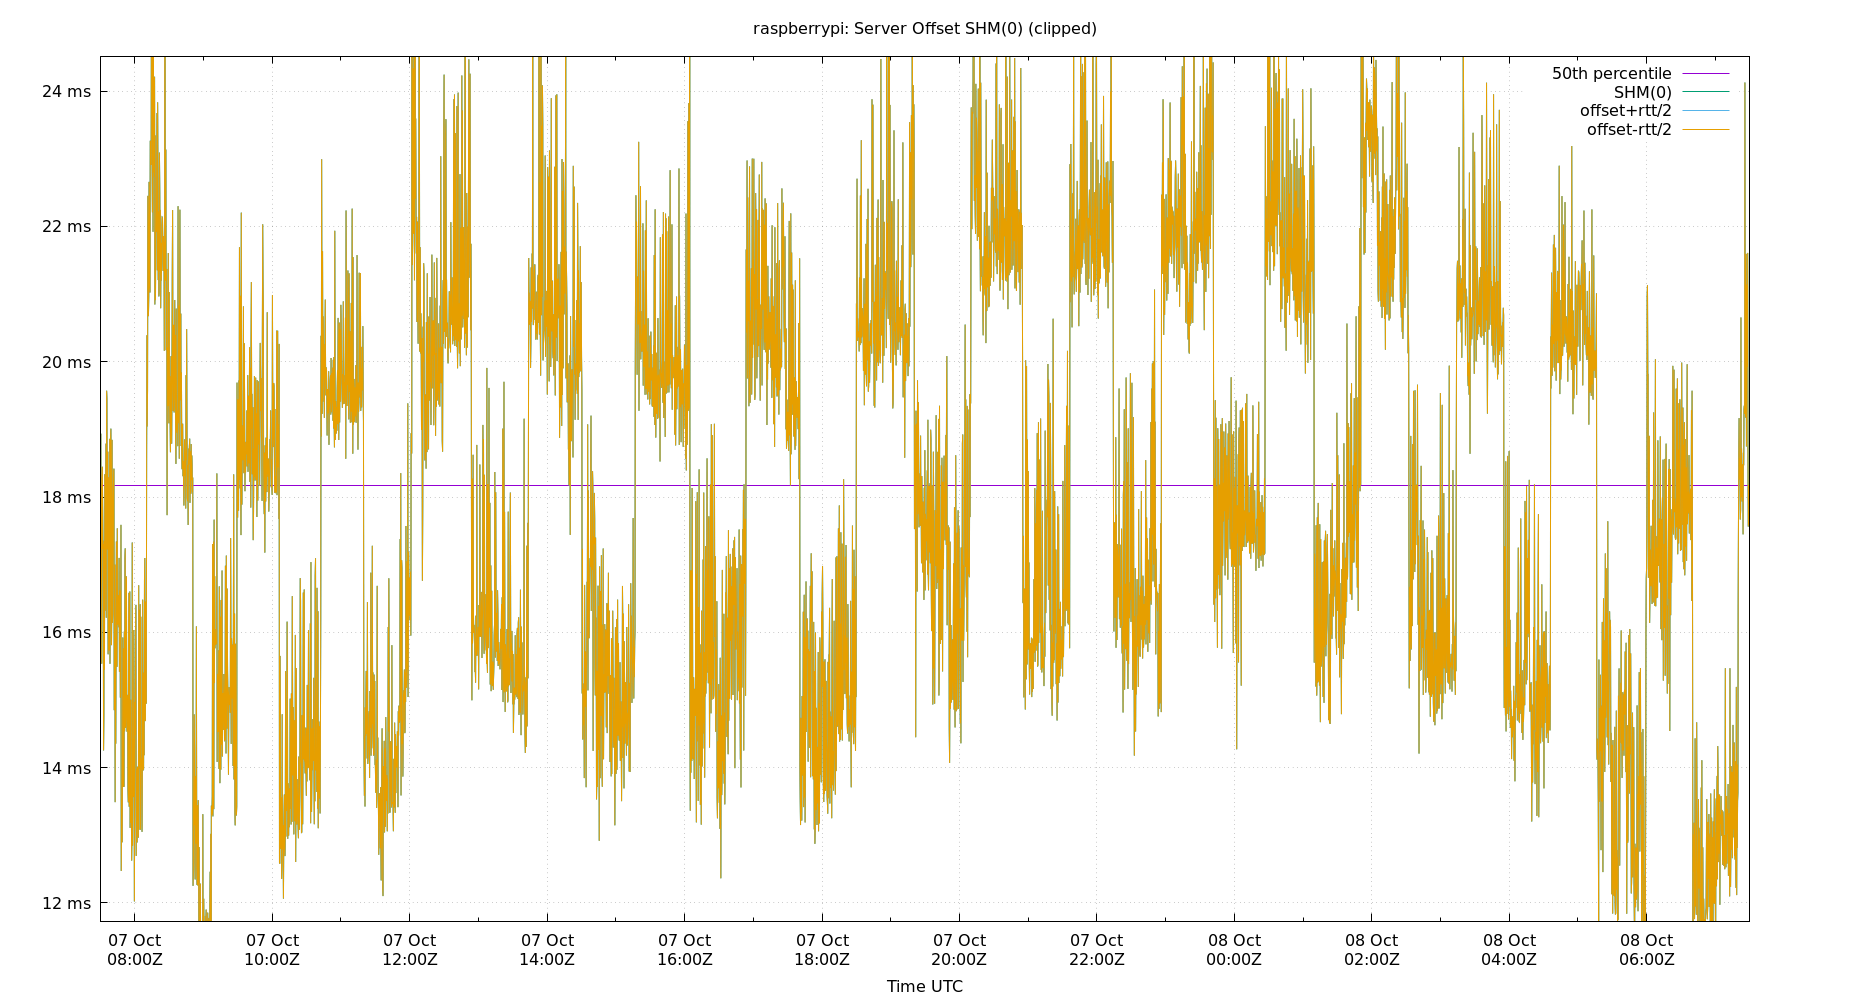 raspberrypi: Server Offset SHM(0) (clipped)
50th percentile
SHM(0)
offset+rtt/2
offset-rtt/2
24 ms
22 ms
20 ms
18 ms
16 ms
14 ms
12 ms
07 Oct 07 Oct 07 Oct 07 Oct 07 Oct 07 Oct 07 Oct 07 Oct 08 Oct 08 Oct 08 Oct 08 Oct
08:00Z 10:00Z 12:00Z 14:00Z 16:00Z 18:00Z 20:00Z 22:00Z 00:00Z 02:00Z 04:00Z 06:00Z
Time UTC